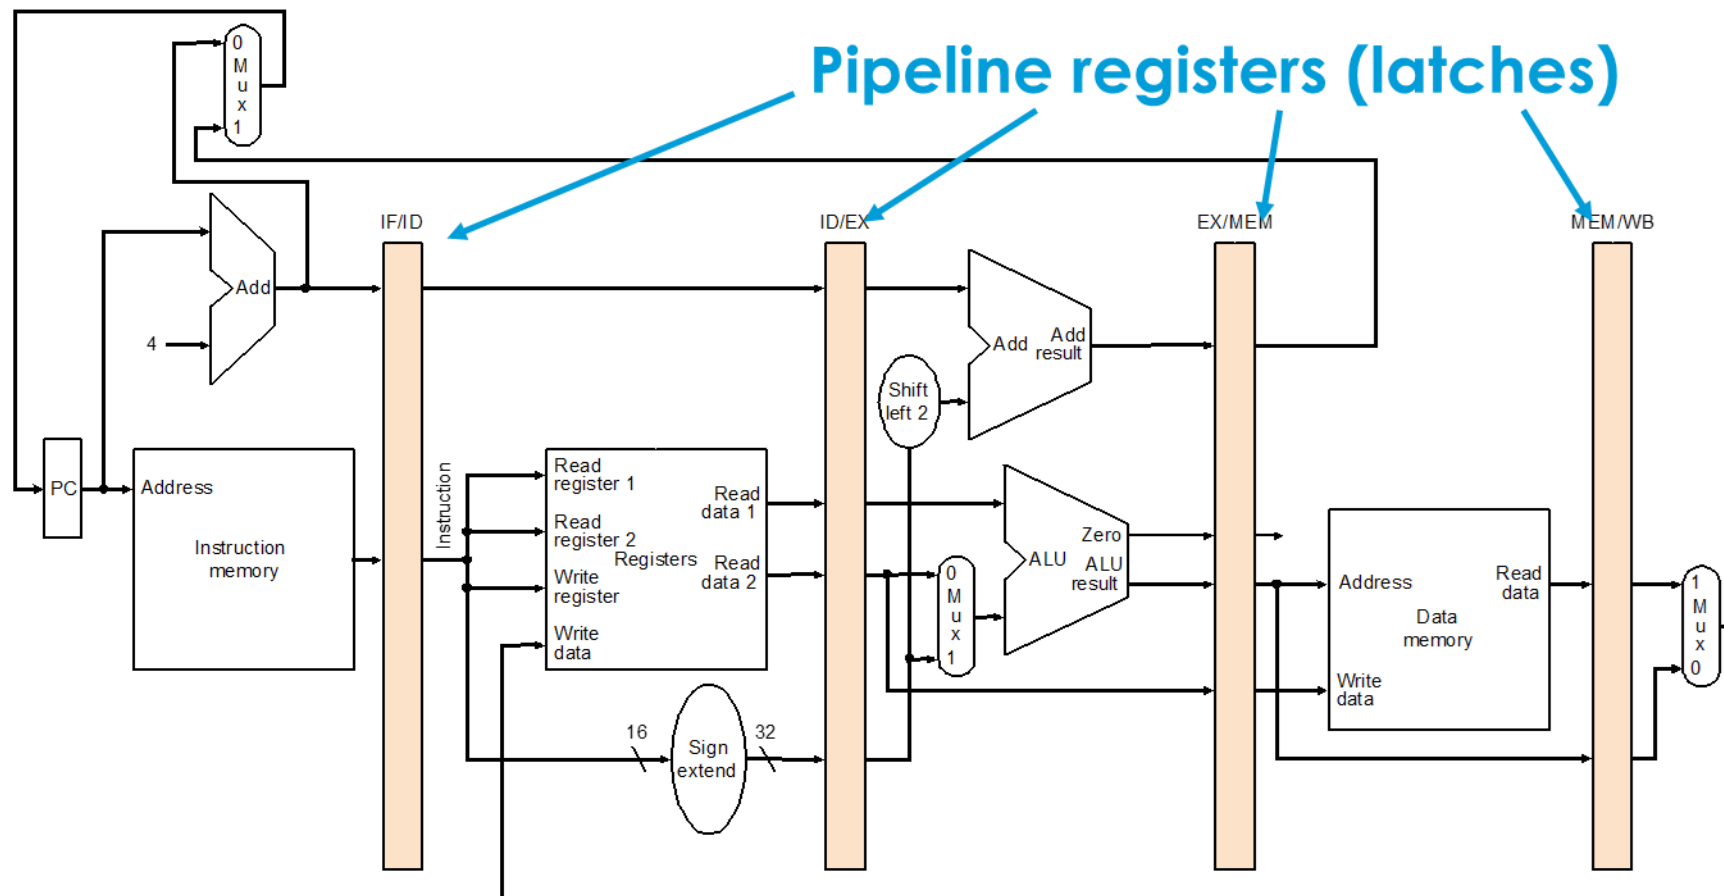 Pipeline registers (latches)
0
M
u
x
1
IF/ID
ID/EX
EX/MEM
MEM/WB
Add
4
Add
Add
result
Shift
left 2
PC
Address
Instruction
memory
Instruction
Read
register 1
Read
register 2
Write
register
Write
data
Registers
Read
data 1
Read
data 2
16
Sign
extend
32
0
M
u
x
1
Zero
ALU
ALU
result
Address
Read
data
Data
memory
Write
data
1
M
u
x
0